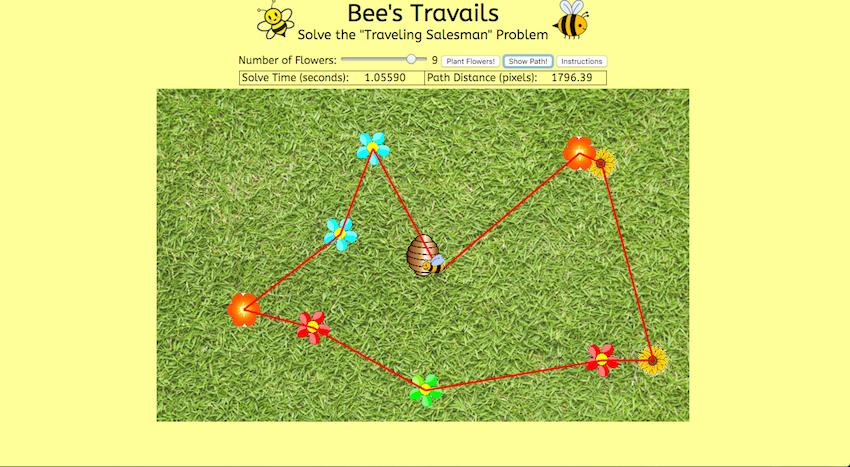 Bee's Travails
Solve the "Traveling Salesman" Problem
Number of Flowers: 9 Plant Flowers! Show Path! Instructions
Solve Time (seconds): 1.05590 Path Distance (pixels): 1796.39